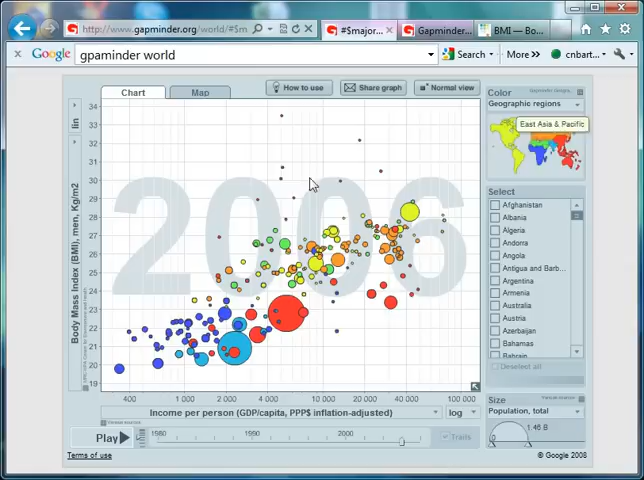 http://www.gapminder.org/world/#$m
#$major...
Gapminder...
BMI — Bo...
Google
gpaminder world
Search
More »
cnbart...
Chart
Map
How to use
Share graph
Normal view
Color
Geographic regions
East Asia & Pacific
lin
Body Mass Index (BMI), men, Kg/m2
34
33
32
31
30
29
28
27
26
25
24
23
22
21
20
19
2006
400
1 000
2 000
4 000
10 000
20 000
40 000
100 000
Income per person (GDP/capita, PPP$ inflation-adjusted)
log
Select
Afghanistan
Albania
Algeria
Andorra
Angola
Antigua and Barb...
Argentina
Armenia
Australia
Austria
Azerbaijan
Bahamas
Bahrain
Deselect all
Size
Population, total
1.46 B
Play
1980
1990
2000
Trails
Terms of use
© Google 2008